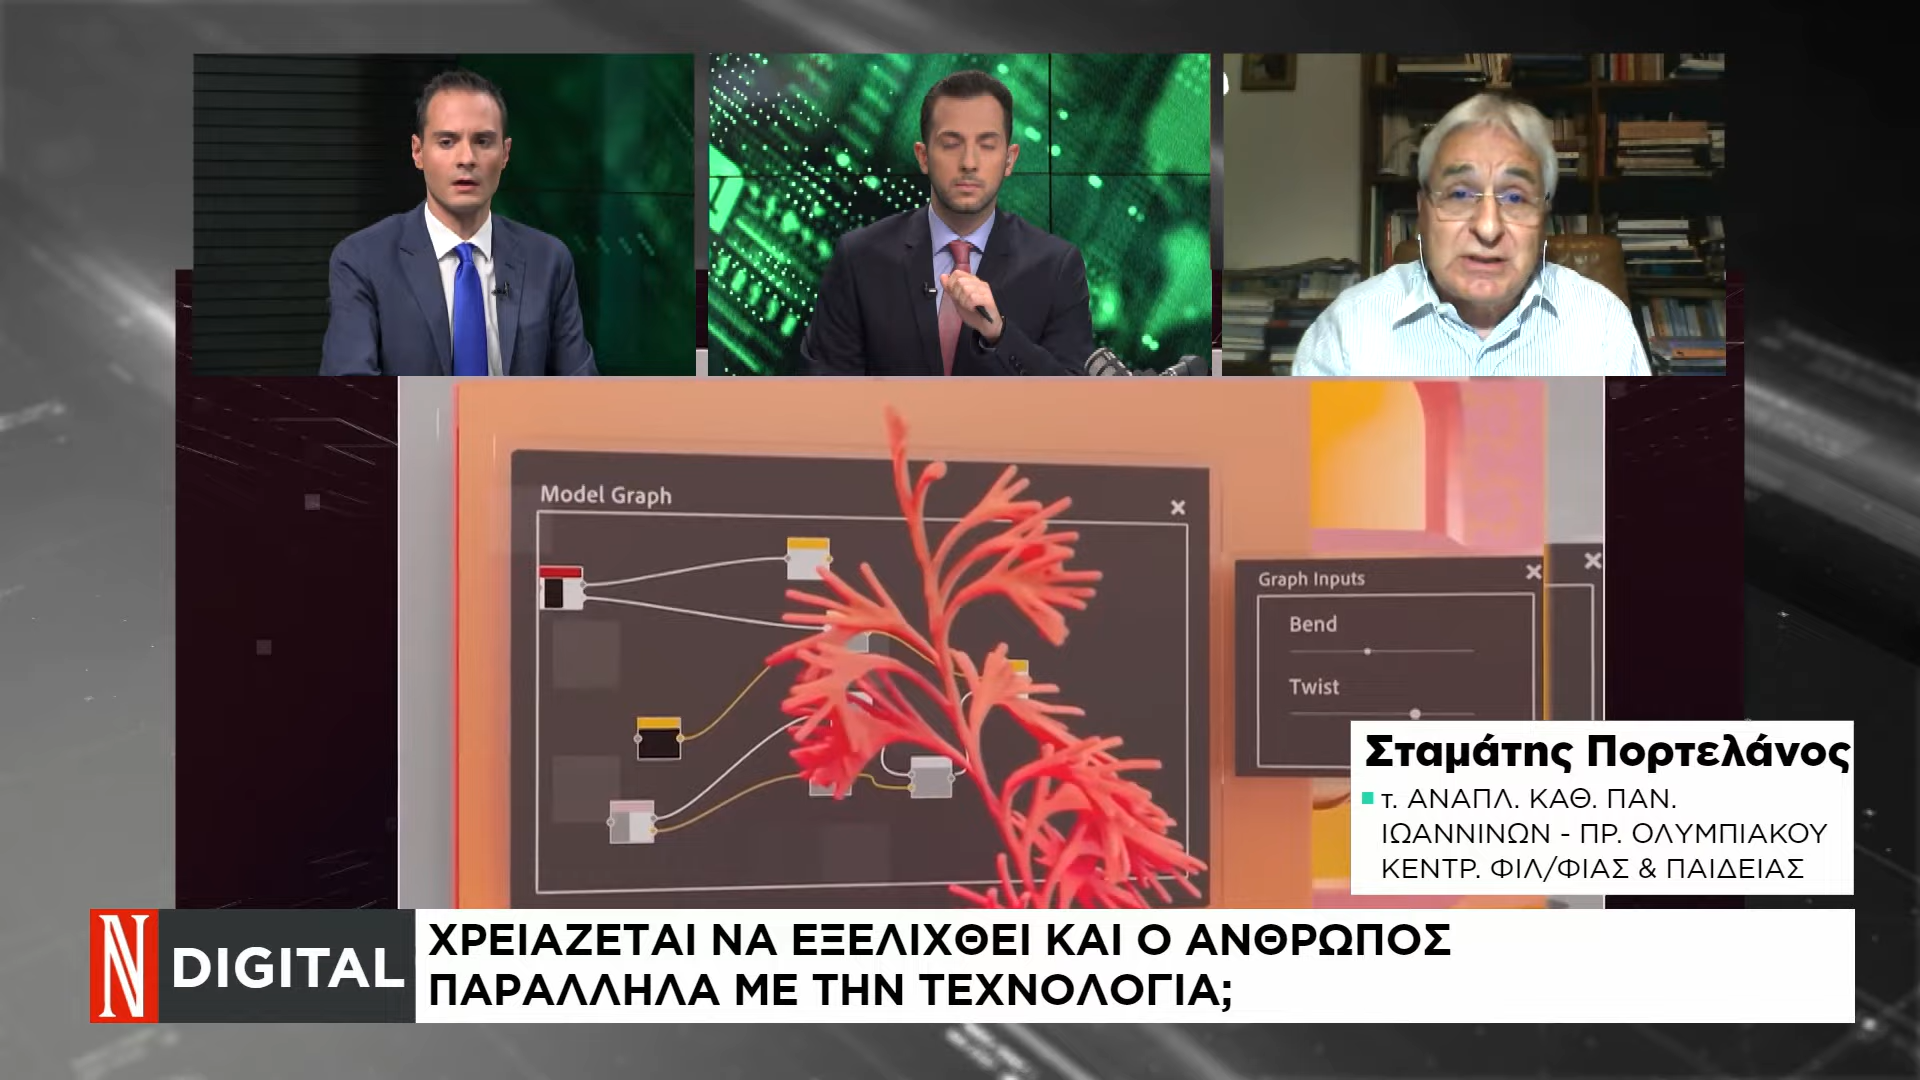 Model Graph
Graph Inputs
Bend
Twist
Σταμάτης Πορτελάνος
τ. ΑΝΑΠΛ. ΚΑΘ. ΠΑΝ.
ΙΩΑΝΝΙΝΩΝ - ΠΡ. ΟΛΥΜΠΙΑΚΟΥ
ΚΕΝΤΡ. ΦΙΛ/ΦΙΑΣ & ΠΑΙΔΕΙΑΣ
N DIGITAL
ΧΡΕΙΑΖΕΤΑΙ ΝΑ ΕΞΕΛΙΧΘΕΙ ΚΑΙ Ο ΑΝΘΡΩΠΟΣ
ΠΑΡΑΛΛΗΛΑ ΜΕ ΤΗΝ ΤΕΧΝΟΛΟΓΙΑ;